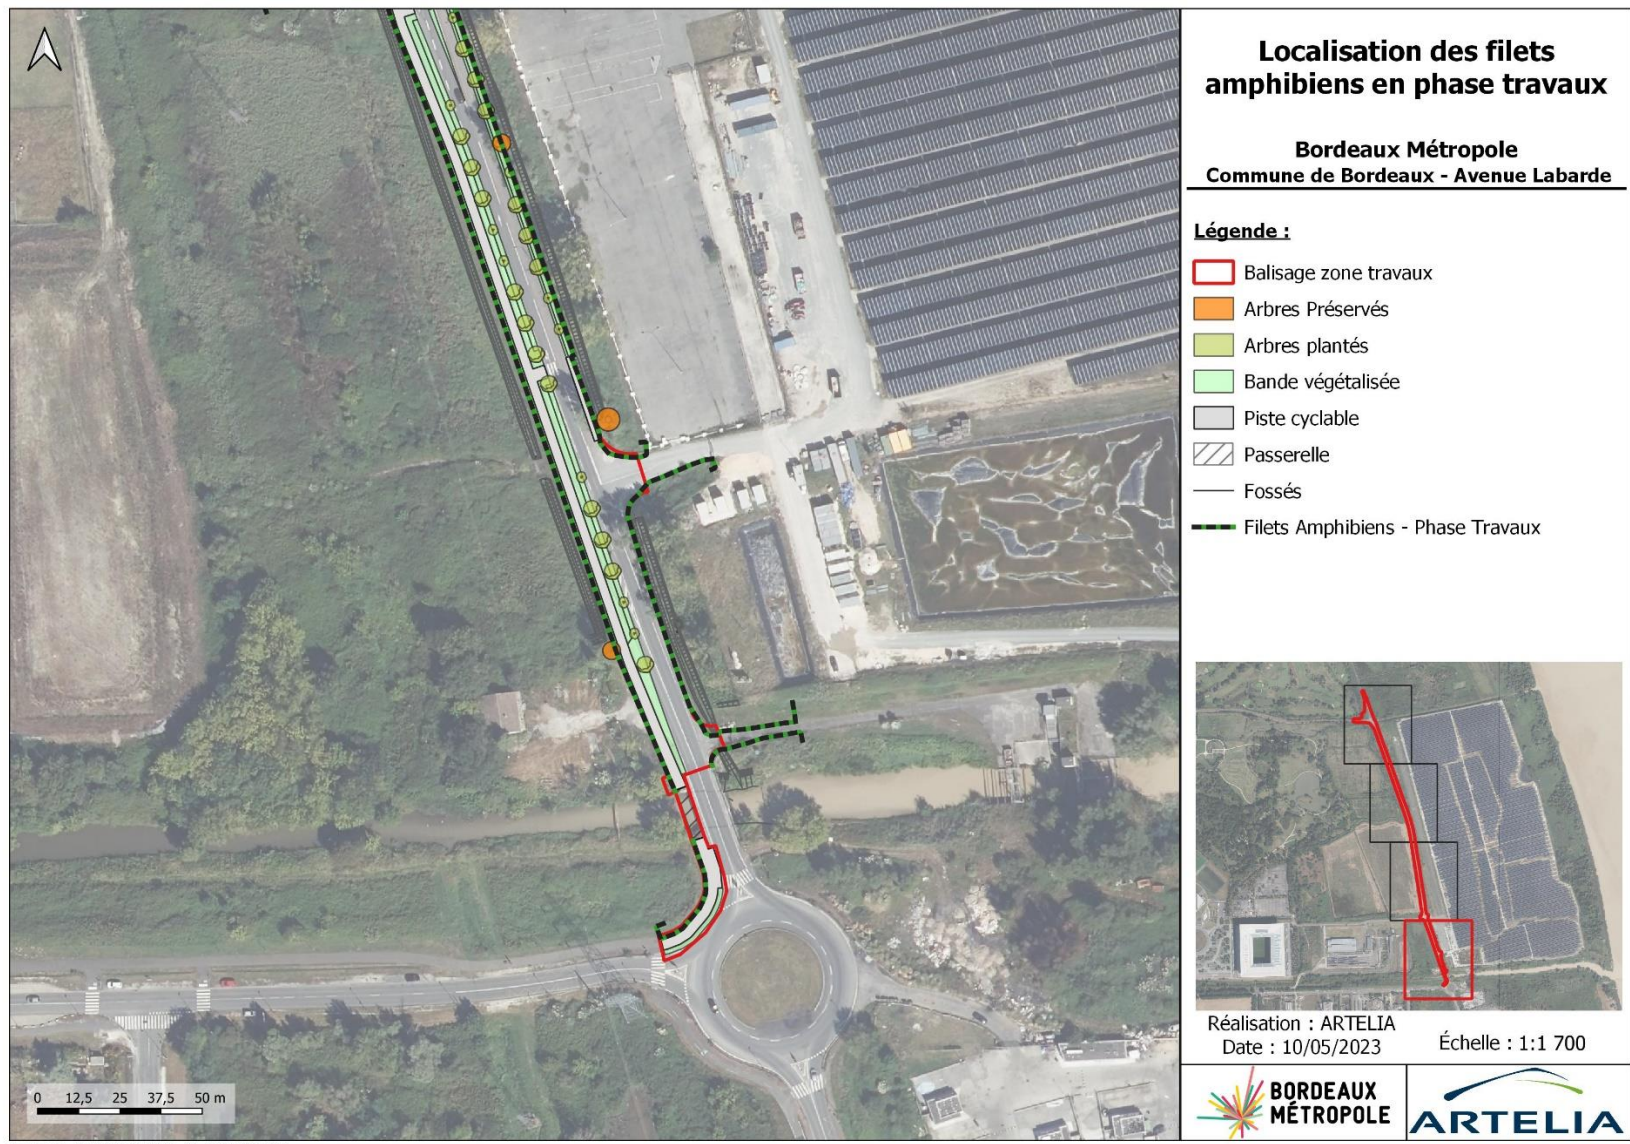 Localisation des filets
amphibiens en phase travaux
Bordeaux Métropole
Commune de Bordeaux - Avenue Labarde
Légende :
Balisage zone travaux
Arbres Préservés
Arbres plantés
Bande végétalisée
Piste cyclable
Passerelle
Fossés
Filets Amphibiens - Phase Travaux
Réalisation : ARTELIA
Date : 10/05/2023
Échelle : 1:1 700
0 12,5 25 37,5 50 m
BORDEAUX
MÉTROPOLE
ARTELIA